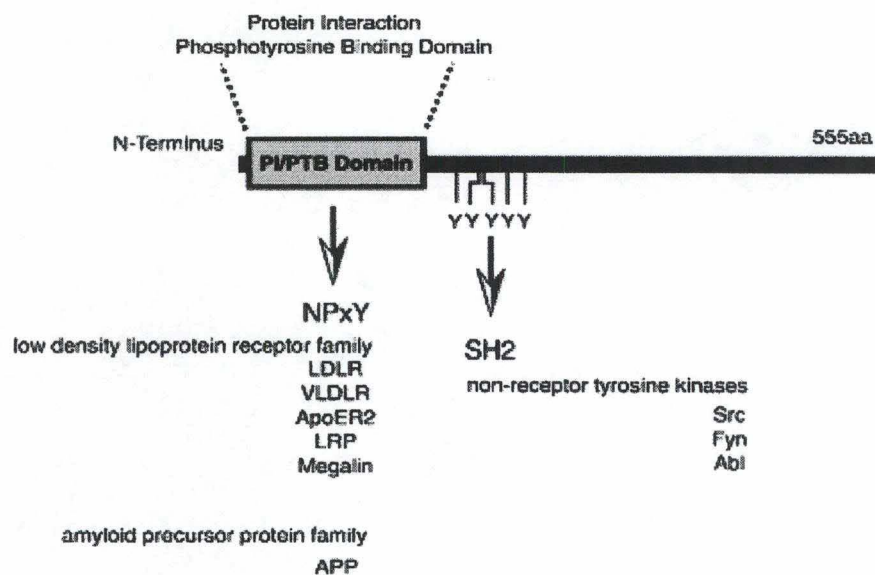 Protein Interaction
Phosphotyrosine Binding Domain
N-Terminus
555aa
PI/PTB Domain
Y Y Y Y Y
NPxY
low density lipoprotein receptor family
LDLR
VLDLR
ApoER2
LRP
Megalin
SH2
non-receptor tyrosine kinases
Src
Fyn
Abl
amyloid precursor protein family
APP